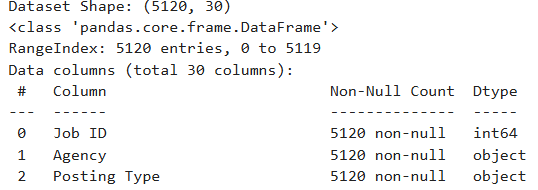 Dataset Shape: (5120, 30)
<class 'pandas.core.frame.DataFrame'>
RangeIndex: 5120 entries, 0 to 5119
Data columns (total 30 columns):
 #   Column                          Non-Null Count  Dtype
---  ------                          --------------  -----
 0   Job ID                          5120 non-null   int64
 1   Agency                          5120 non-null   object
 2   Posting Type                    5120 non-null   object